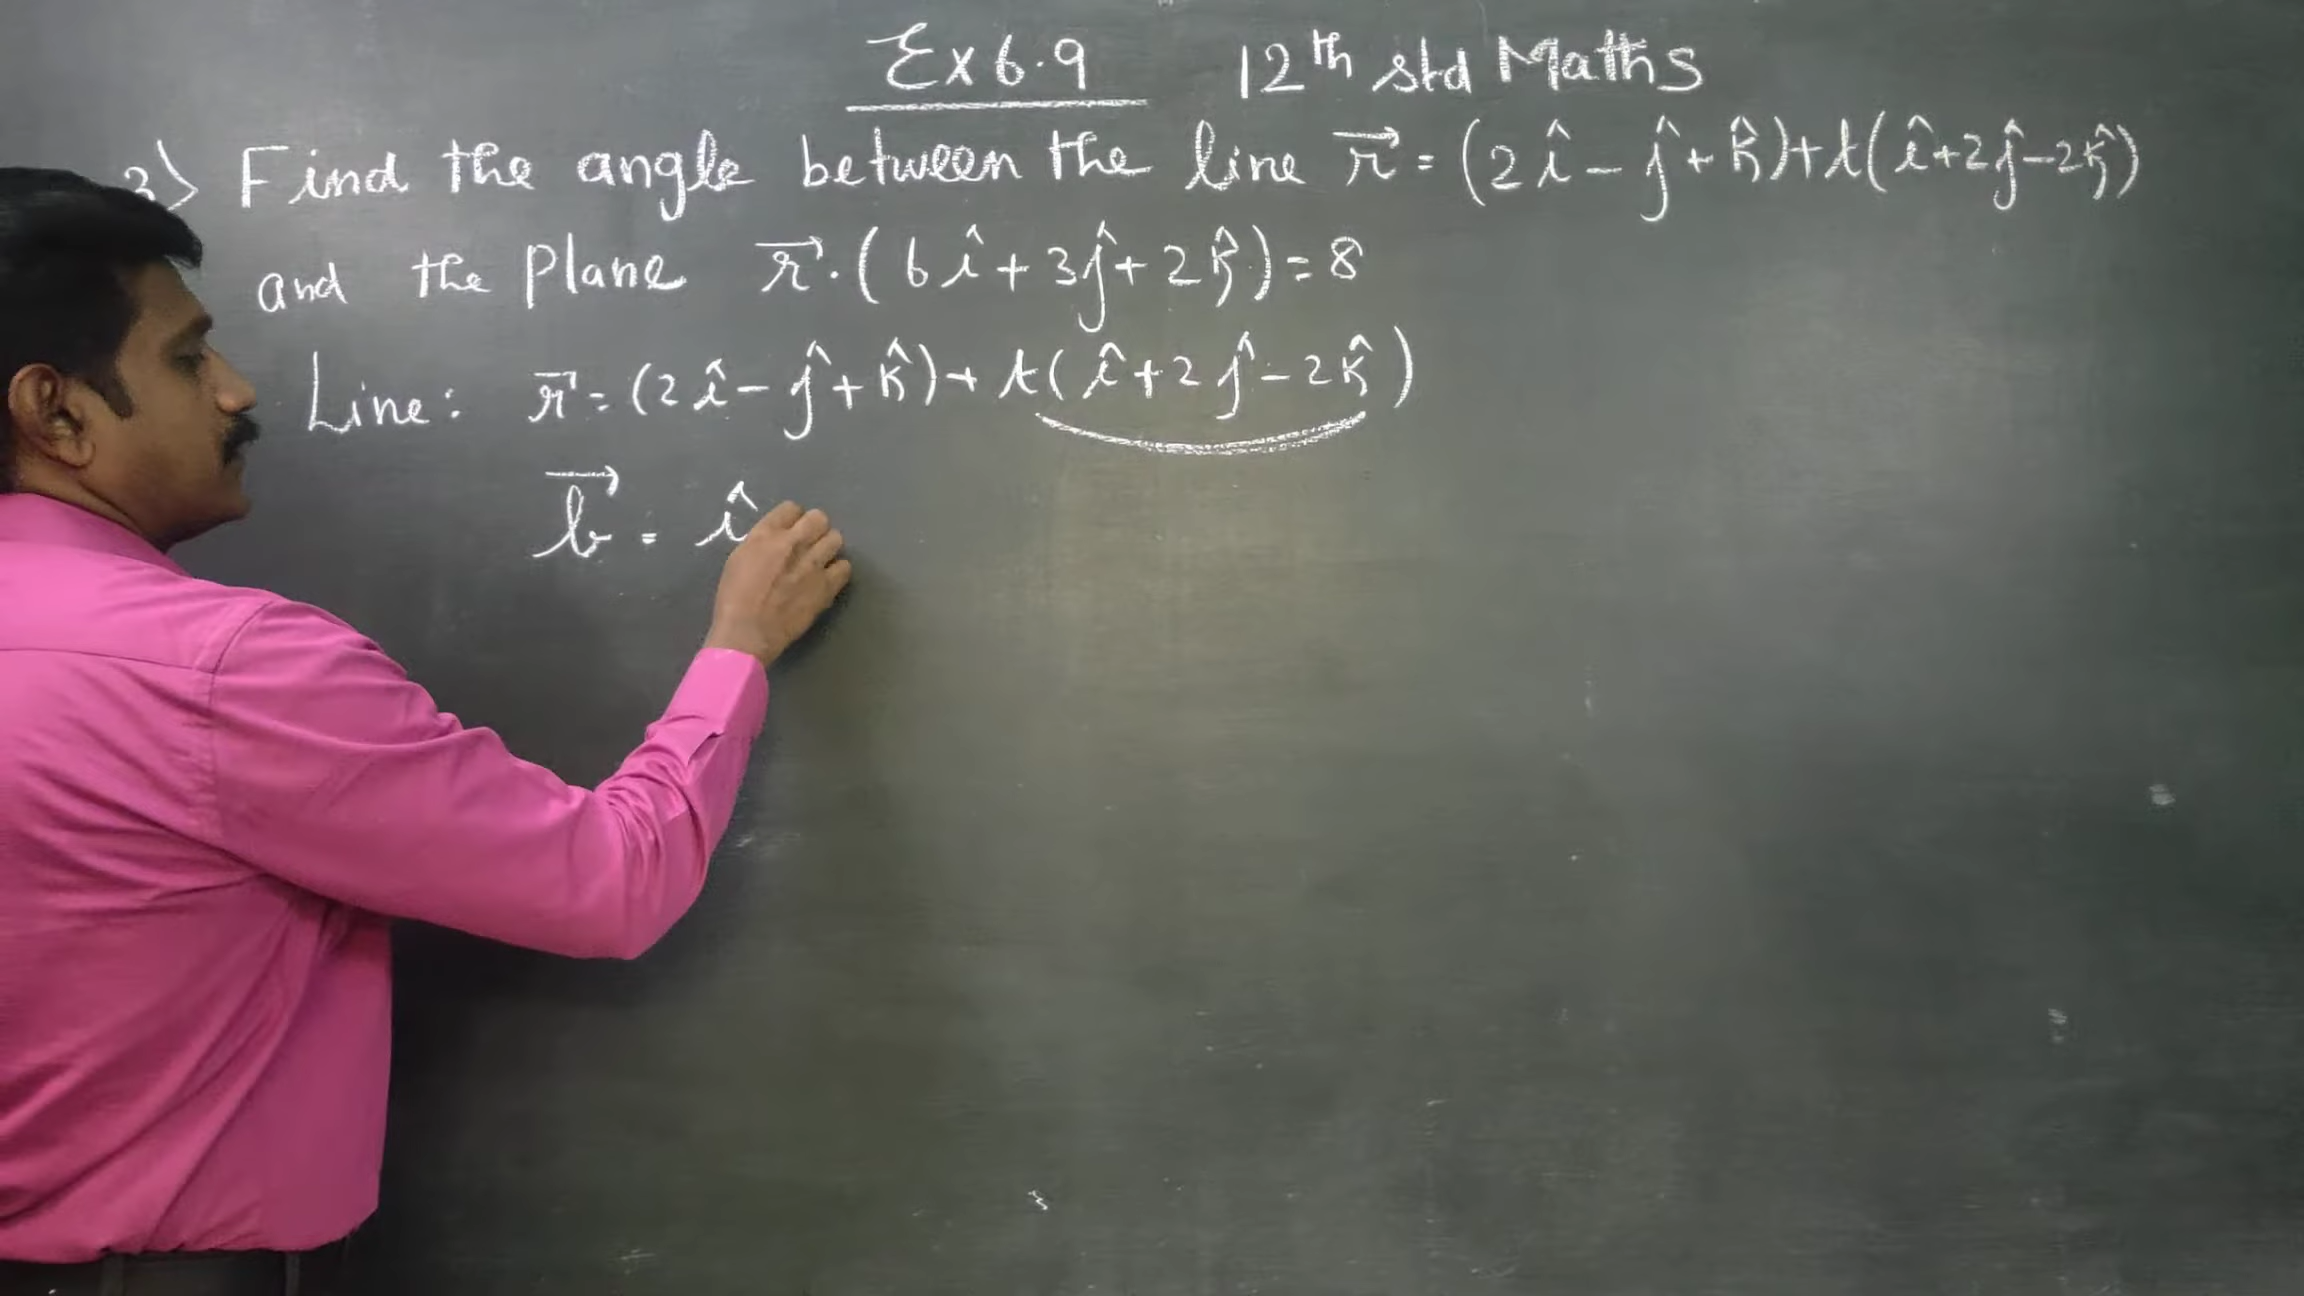 Ex 6.9 12th std Maths
3) Find the angle between the line r⃗ = (2î - ĵ + k̂) + t(î + 2ĵ - 2k̂)
and the plane r⃗ · (6î + 3ĵ + 2k̂) = 8
Line: r⃗ = (2î - ĵ + k̂) + t(î + 2ĵ - 2k̂)
b⃗ = î